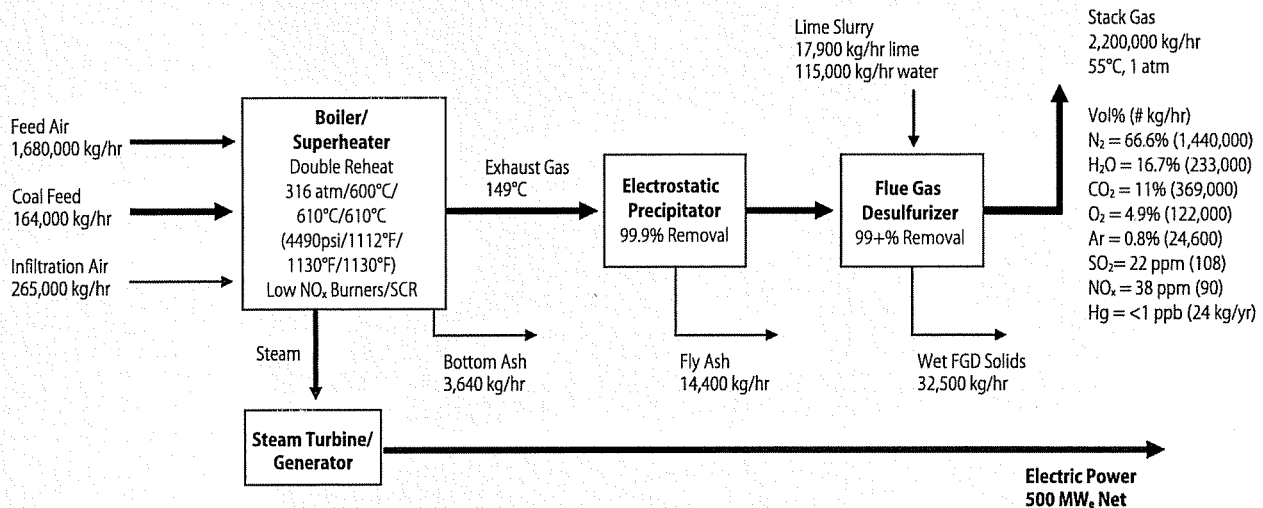 Feed Air
1,680,000 kg/hr
Coal Feed
164,000 kg/hr
Infiltration Air
265,000 kg/hr
Boiler/
Superheater
Double Reheat
316 atm/600°C/
610°C/610°C
(4490psi/1112°F/
1130°F/1130°F)
Low NOₓ Burners/SCR
Steam
Steam Turbine/
Generator
Bottom Ash
3,640 kg/hr
Exhaust Gas
149°C
Electrostatic
Precipitator
99.9% Removal
Fly Ash
14,400 kg/hr
Lime Slurry
17,900 kg/hr lime
115,000 kg/hr water
Flue Gas
Desulfurizer
99+% Removal
Wet FGD Solids
32,500 kg/hr
Stack Gas
2,200,000 kg/hr
55°C, 1 atm
Vol% (# kg/hr)
N₂ = 66.6% (1,440,000)
H₂O = 16.7% (233,000)
CO₂ = 11% (369,000)
O₂ = 4.9% (122,000)
Ar = 0.8% (24,600)
SO₂= 22 ppm (108)
NOₓ= 38 ppm (90)
Hg = <1 ppb (24 kg/yr)
Electric Power
500 MWₑ Net